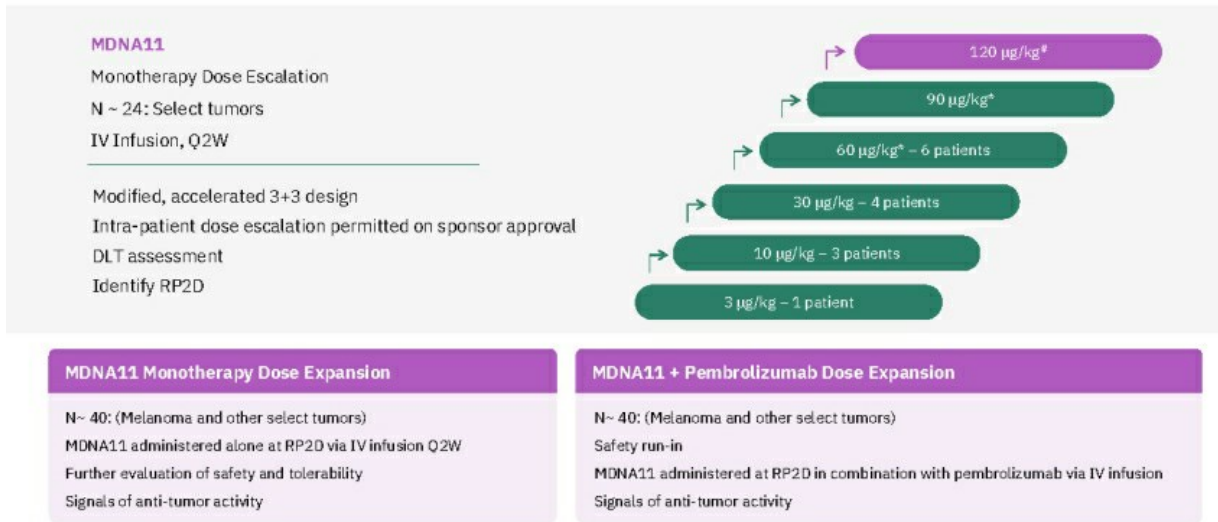 MDNA11
Monotherapy Dose Escalation
N ~ 24: Select tumors
IV Infusion, Q2W
Modified, accelerated 3+3 design
Intra-patient dose escalation permitted on sponsor approval
DLT assessment
Identify RP2D
120 µg/kg#
90 µg/kg*
60 µg/kg* – 6 patients
30 µg/kg – 4 patients
10 µg/kg – 3 patients
3 µg/kg – 1 patient
MDNA11 Monotherapy Dose Expansion
N~ 40: (Melanoma and other select tumors)
MDNA11 administered alone at RP2D via IV infusion Q2W
Further evaluation of safety and tolerability
Signals of anti-tumor activity
MDNA11 + Pembrolizumab Dose Expansion
N~ 40: (Melanoma and other select tumors)
Safety run-in
MDNA11 administered at RP2D in combination with pembrolizumab via IV infusion
Signals of anti-tumor activity